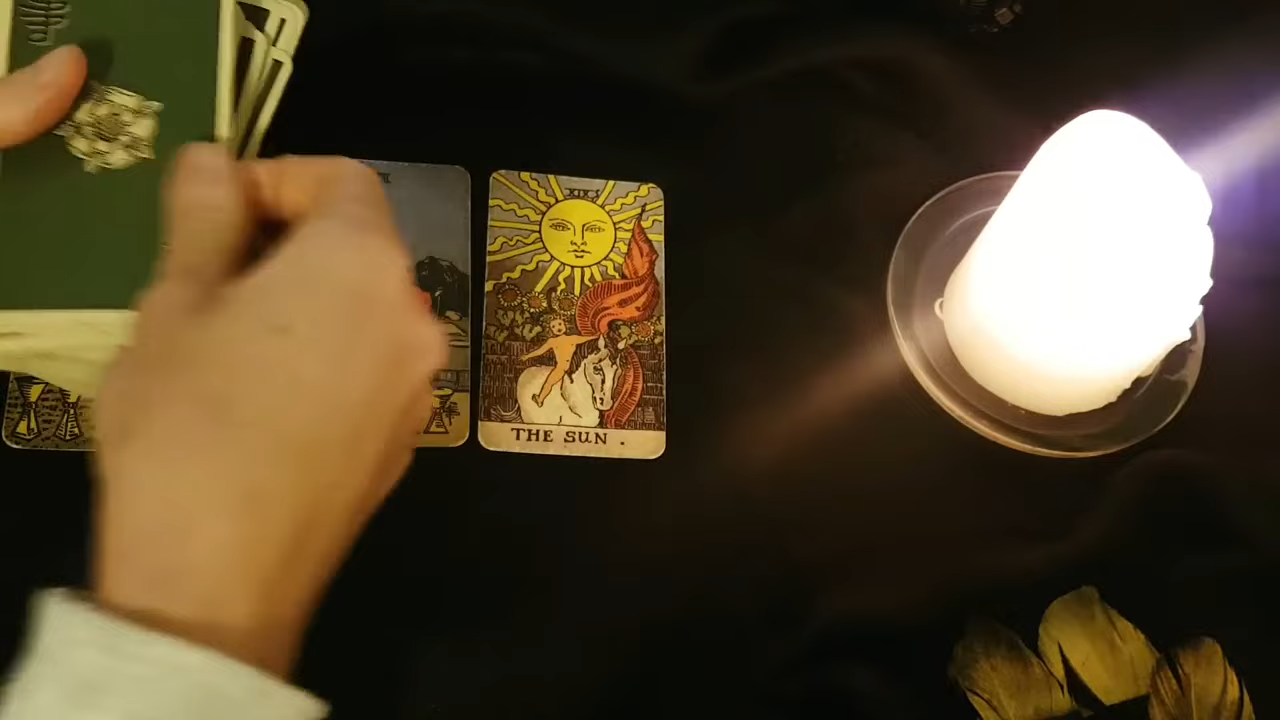 XIX
THE SUN .